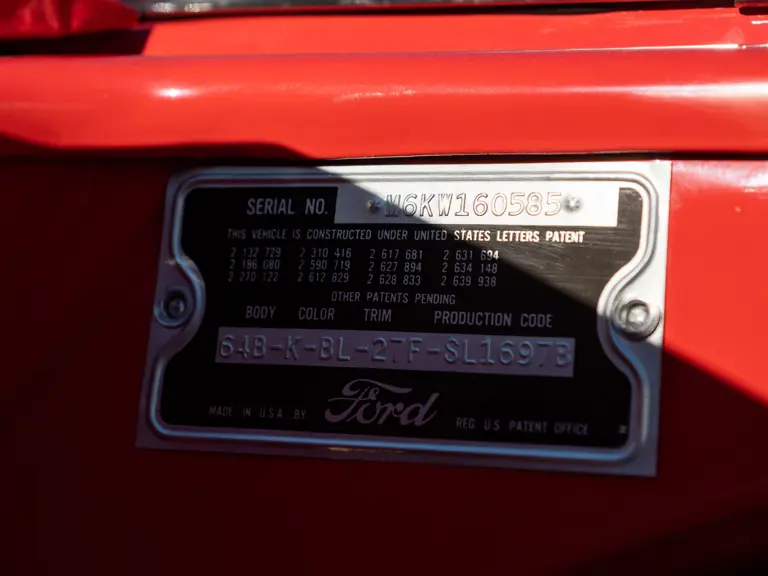 SERIAL NO. *M6KW160585*
THIS VEHICLE IS CONSTRUCTED UNDER UNITED STATES LETTERS PATENT
2 132 729 2 310 416 2 617 681 2 631 694
2 186 080 2 590 719 2 627 894 2 634 148
2 270 122 2 612 829 2 628 833 2 639 938
OTHER PATENTS PENDING
BODY COLOR TRIM PRODUCTION CODE
64B-K-BL-27F-SL1697B
MADE IN U.S.A. BY Ford REG. U.S. PATENT OFFICE